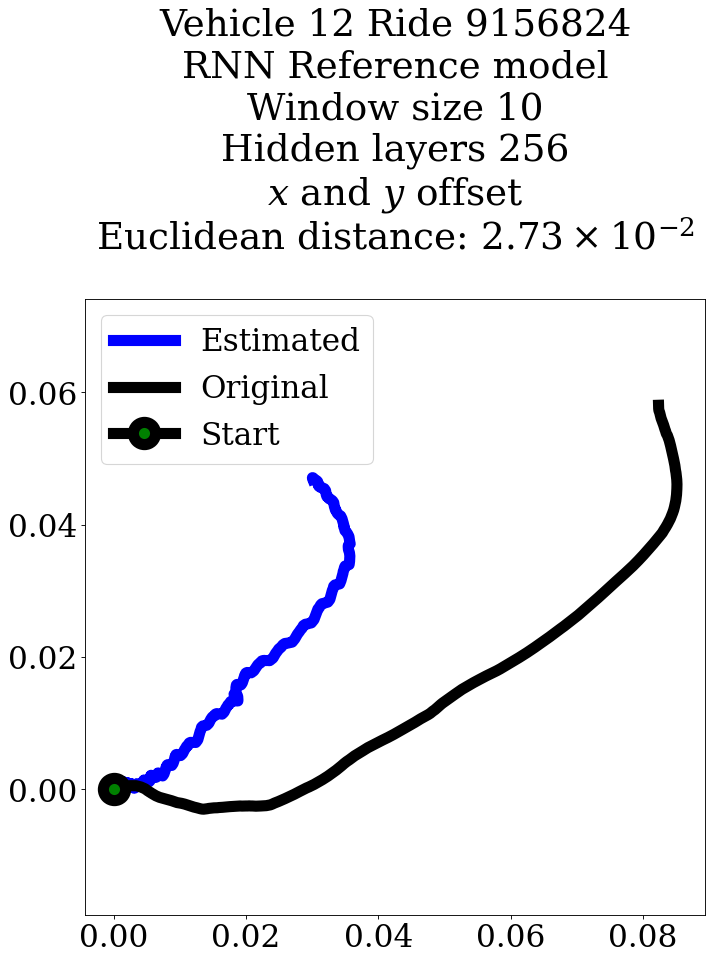 Vehicle 12 Ride 9156824
RNN Reference model
Window size 10
Hidden layers 256
x and y offset
Euclidean distance: 2.73 × 10⁻²
Estimated
Original
Start
0.06
0.04
0.02
0.00
0.00 0.02 0.04 0.06 0.08